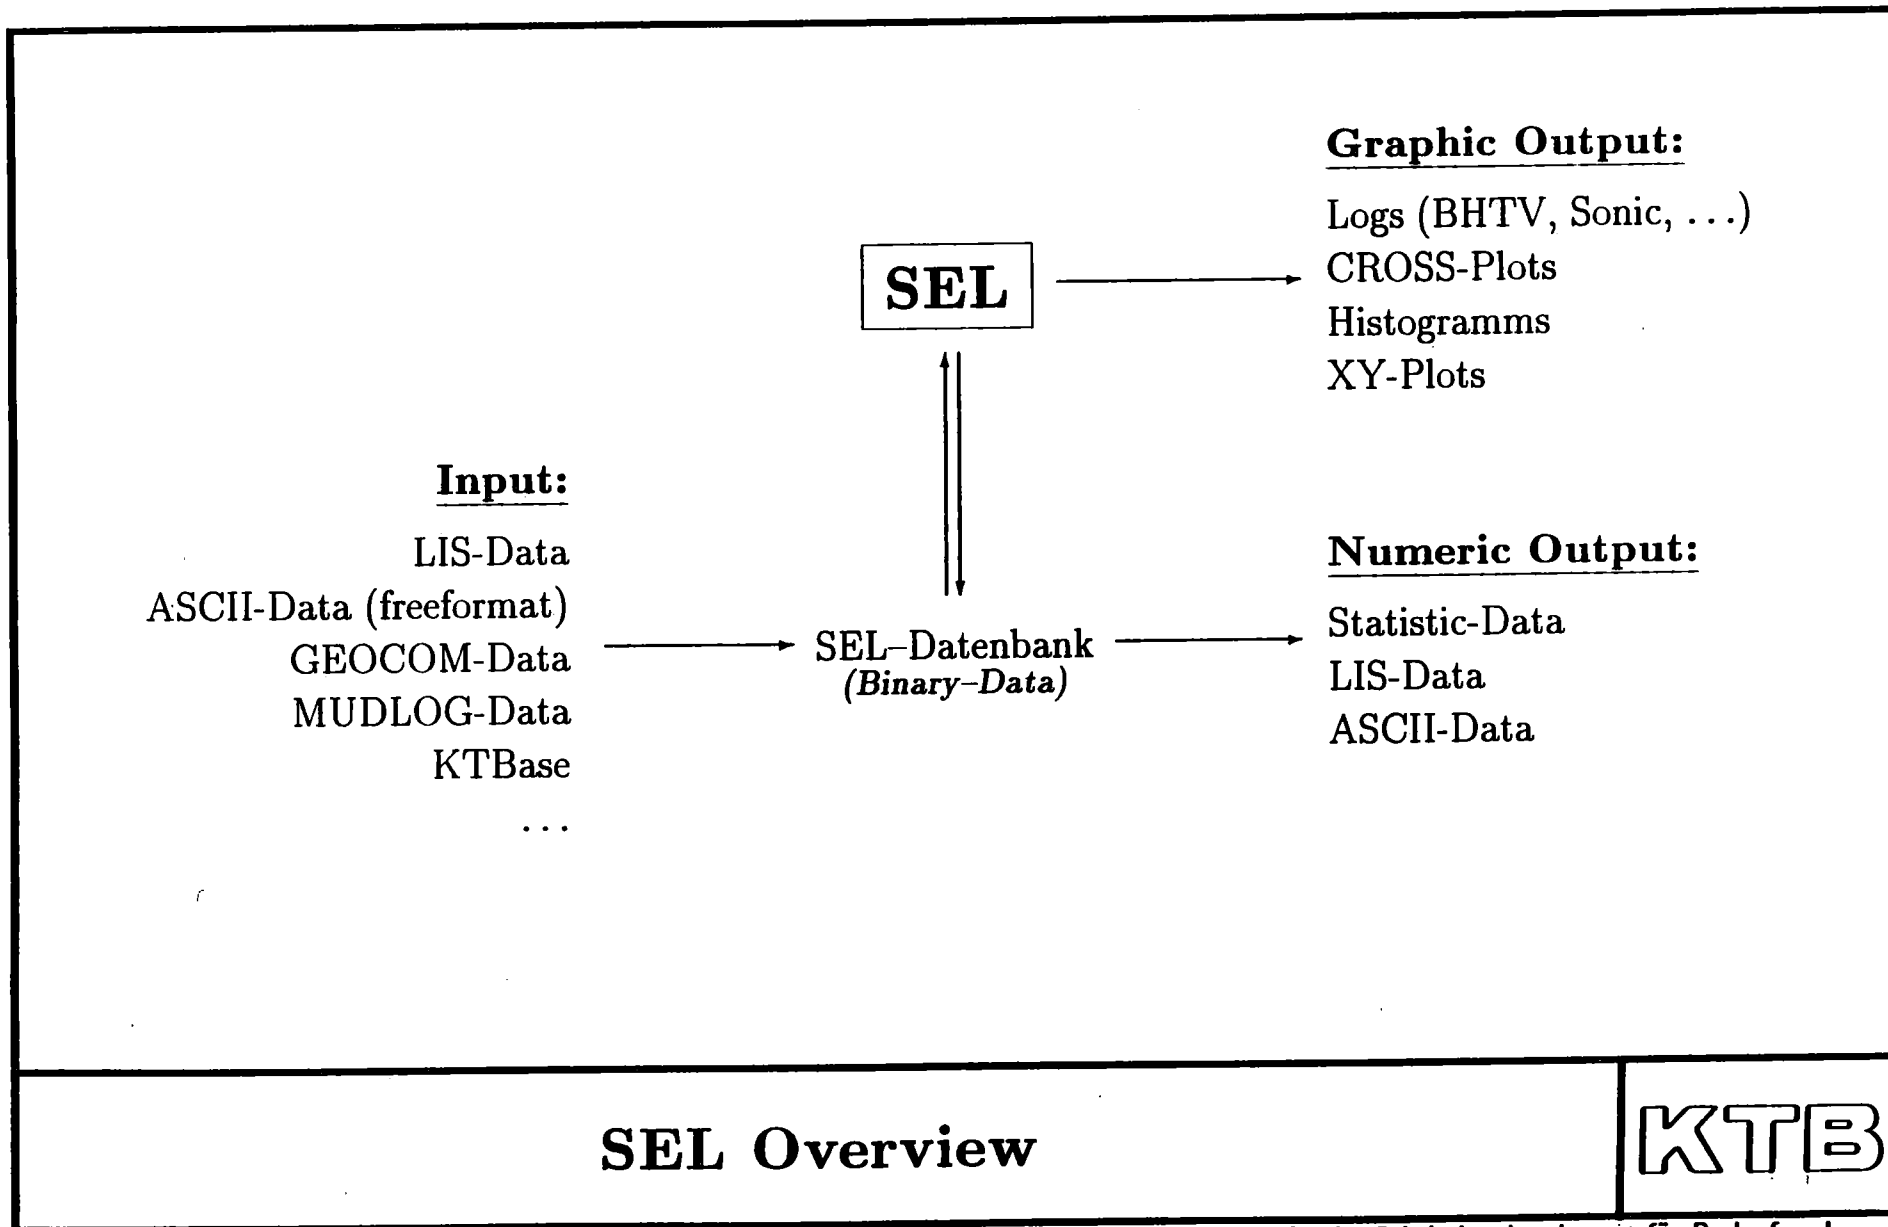 Graphic Output:
Logs (BHTV, Sonic, ...)
CROSS-Plots
Histogramms
XY-Plots
SEL
Input:
LIS-Data
ASCII-Data (freeformat)
GEOCOM-Data
MUDLOG-Data
KTBase
...
SEL–Datenbank
(Binary–Data)
Numeric Output:
Statistic-Data
LIS-Data
ASCII-Data
SEL Overview
KTB